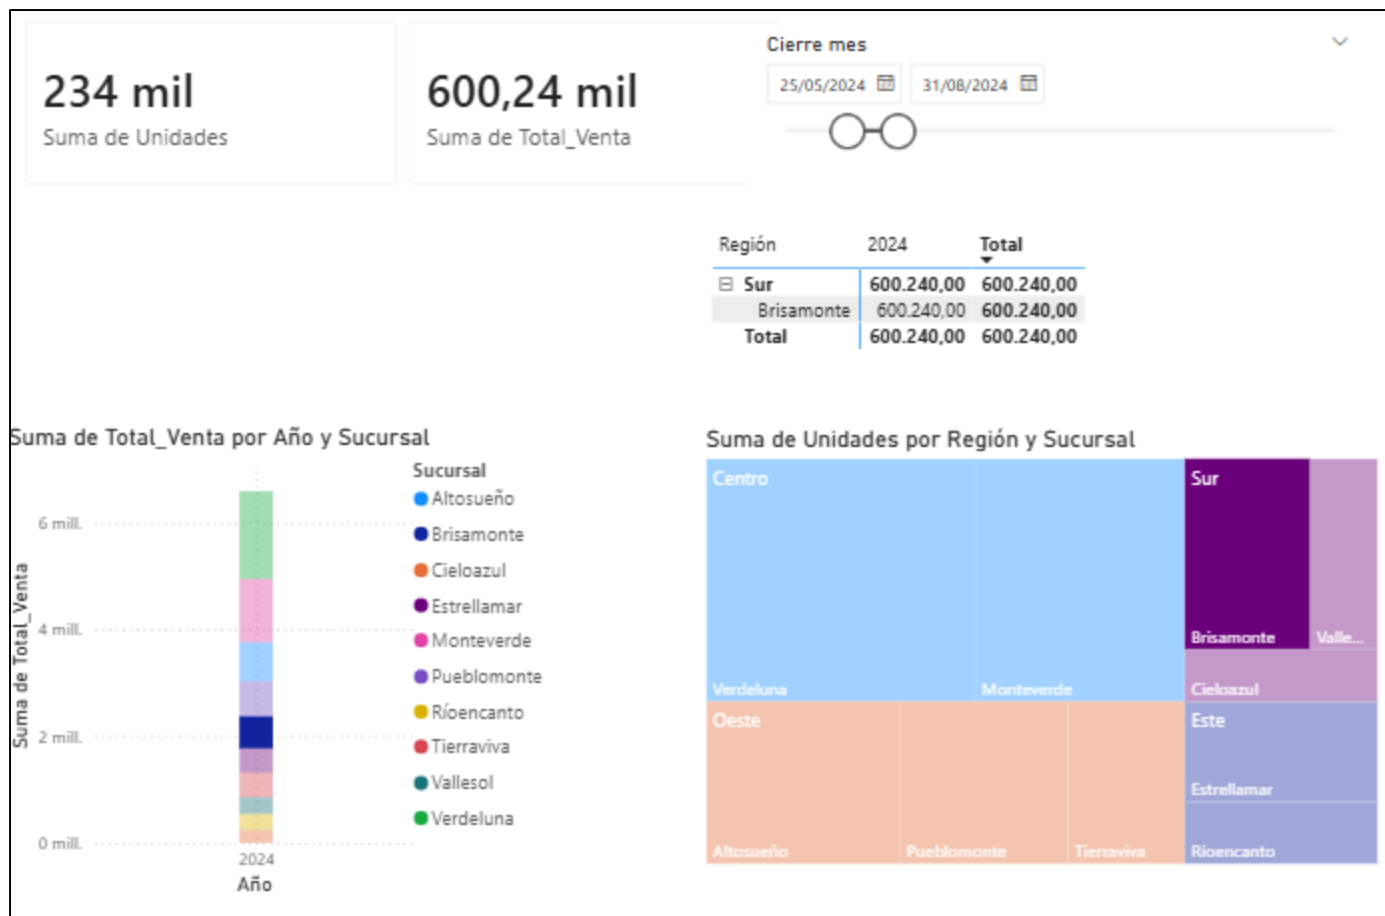 234 mil
Suma de Unidades
600,24 mil
Suma de Total_Venta
Cierre mes
25/05/2024
31/08/2024
Región 2024 Total
Sur 600.240,00 600.240,00
Brisamonte 600.240,00 600.240,00
Total 600.240,00 600.240,00
Suma de Total_Venta por Año y Sucursal
Suma de Total_Venta
6 mill.
4 mill.
2 mill.
0 mill.
2024
Año
Sucursal
Altosueño
Brisamonte
Cieloazul
Estrellamar
Monteverde
Pueblomonte
Ríoencanto
Tierraviva
Vallesol
Verdeluna
Suma de Unidades por Región y Sucursal
Centro
Verdeluna
Monteverde
Sur
Brisamonte
Valle...
Cieloazul
Oeste
Altosueño
Pueblomonte
Tierraviva
Este
Estrellamar
Ríoencanto